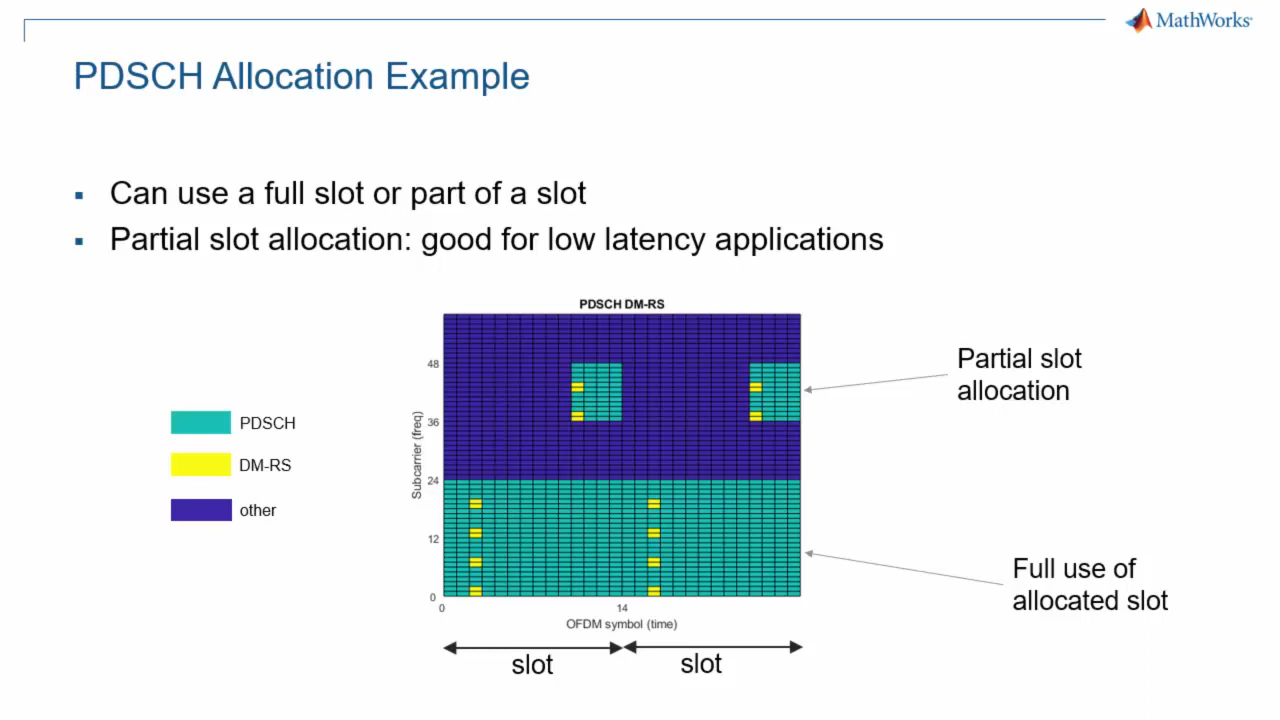 MathWorks
PDSCH Allocation Example
Can use a full slot or part of a slot
Partial slot allocation: good for low latency applications
PDSCH DM-RS
48
36
24
12
0
Subcarrier (freq)
0
14
OFDM symbol (time)
slot
slot
PDSCH
DM-RS
other
Partial slot
allocation
Full use of
allocated slot